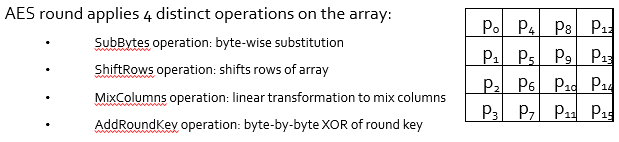 AES round applies 4 distinct operations on the array:
• SubBytes operation: byte-wise substitution
• ShiftRows operation: shifts rows of array
• MixColumns operation: linear transformation to mix columns
• AddRoundKey operation: byte-by-byte XOR of round key
p₀ p₄ p₈ p₁₂
p₁ p₅ p₉ p₁₃
p₂ p₆ p₁₀ p₁₄
p₃ p₇ p₁₁ p₁₅